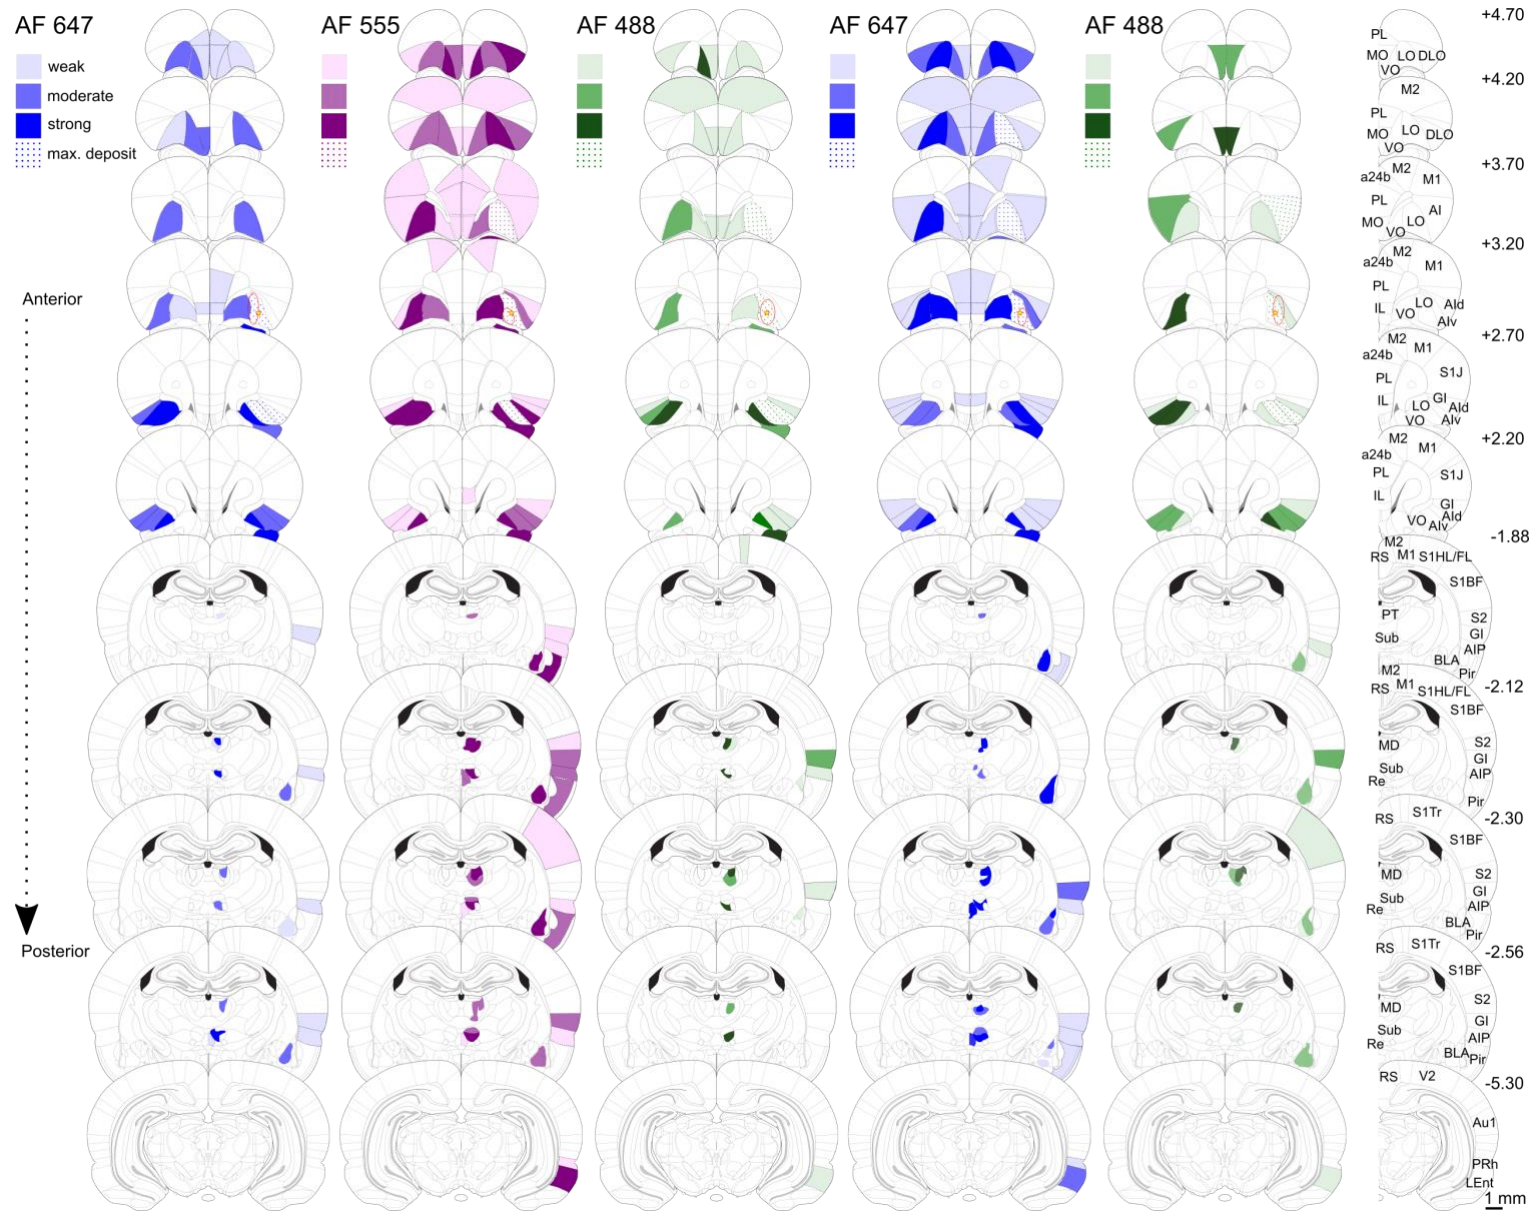 AF 647
AF 555
AF 488
AF 647
AF 488
weak
moderate
strong
max. deposit
Anterior
Posterior
+4.70
PL
MO LO DLO
VO
+4.20
M2
PL
MO LO DLO
VO
+3.70
a24b M2 M1
PL
AI
MO LO
VO
+3.20
M2
a24b M1
PL
IL LO AId
VO
AIv
+2.70
M2 M1
a24b
PL S1J
IL GI
LO AId
VO AIv
+2.20
M2 M1
a24b
PL S1J
IL GI
VO AId
AIv
-1.88
M2
RS M1 S1HL/FL
S1BF
PT S2
Sub GI
AIP
BLA
Pir
-2.12
M2
RS M1 S1HL/FL
S1BF
MD S2
GI
Sub AIP
Re
Pir
-2.30
RS S1Tr
S1BF
MD S2
GI
Sub AIP
Re
BLA
Pir
-2.56
RS S1Tr
S1BF
MD S2
GI
Sub AIP
Re
BLA Pir
-5.30
RS V2
Au1
PRh
LEnt
1 mm